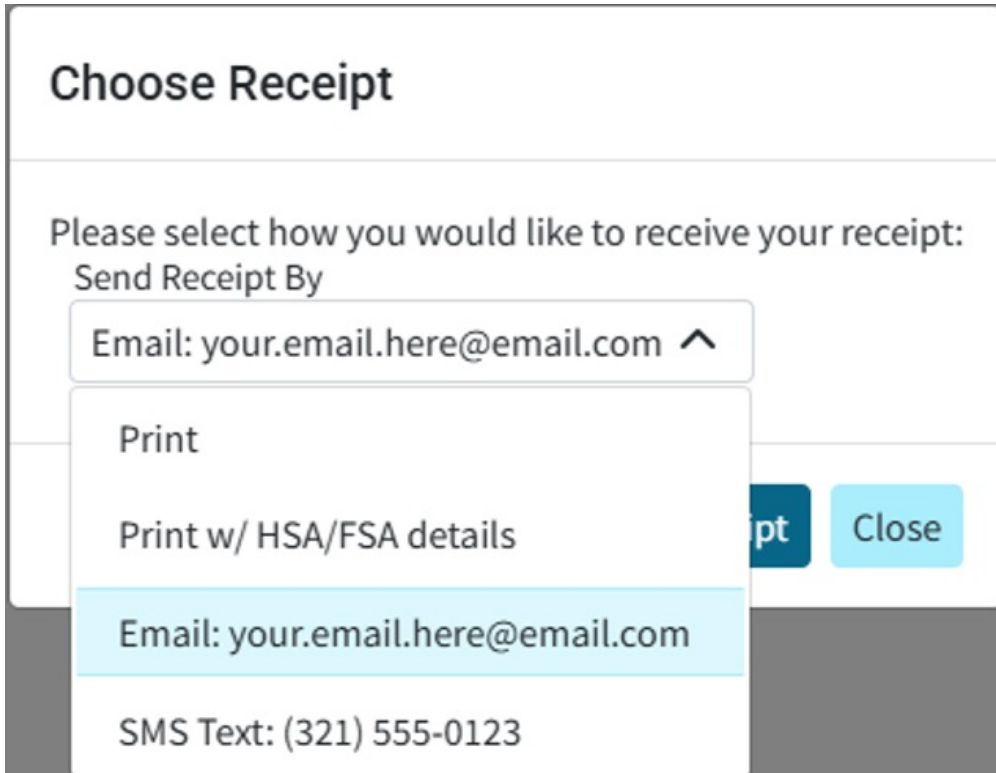 Choose Receipt
Please select how you would like to receive your receipt:
Send Receipt By
Email: your.email.here@email.com
Print
Print w/ HSA/FSA details
ipt
Close
Email: your.email.here@email.com
SMS Text: (321) 555-0123